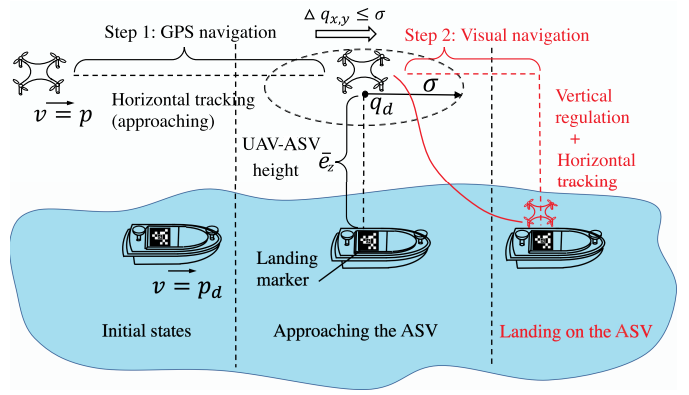 Step 1: GPS navigation
△ q_{x,y} ≤ σ
Step 2: Visual navigation
v = p
Horizontal tracking
(approaching)
σ
q_d
UAV-ASV
height
e̅_z
Vertical
regulation
+
Horizontal
tracking
v = p_d
Landing
marker
Initial states
Approaching the ASV
Landing on the ASV